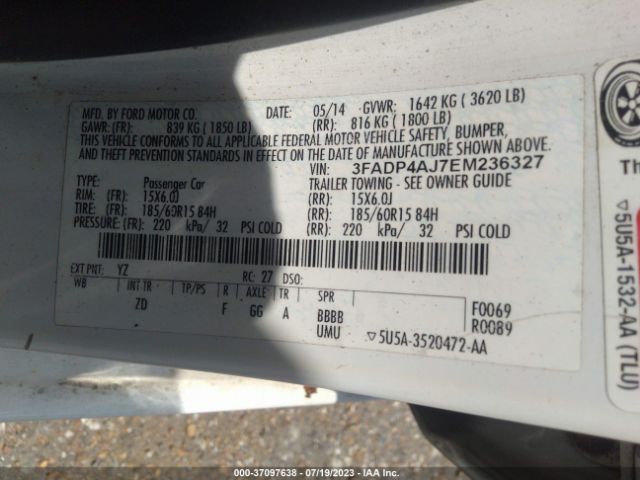 MFD. BY FORD MOTOR CO. DATE: 05/14 GVWR: 1642 KG ( 3620 LB)
GAWR: (FR): 839 KG ( 1850 LB) (RR): 816 KG ( 1800 LB)
THIS VEHICLE CONFORMS TO ALL APPLICABLE FEDERAL MOTOR VEHICLE SAFETY, BUMPER,
AND THEFT PREVENTION STANDARDS IN EFFECT ON THE DATE OF MANUFACTURE SHOWN ABOVE.
VIN: 3FADP4AJ7EM236327
TYPE: Passenger Car TRAILER TOWING - SEE OWNER GUIDE
RIM: (FR): 15X6.0J (RR): 15X6.0J
TIRE: (FR): 185/60R15 84H (RR): 185/60R15 84H
PRESSURE: (FR): 220 kPa/ 32 PSI COLD (RR): 220 kPa/ 32 PSI COLD
EXT PNT: YZ RC: 27 DSO:
WB INT TR TP/PS R AXLE TR SPR
ZD F GG A BBBB F0069
UMU R0089
▽5U5A-3520472-AA
▽5U5A-1532-AA (TLU)
000-37097638 - 07/19/2023 - IAA Inc.